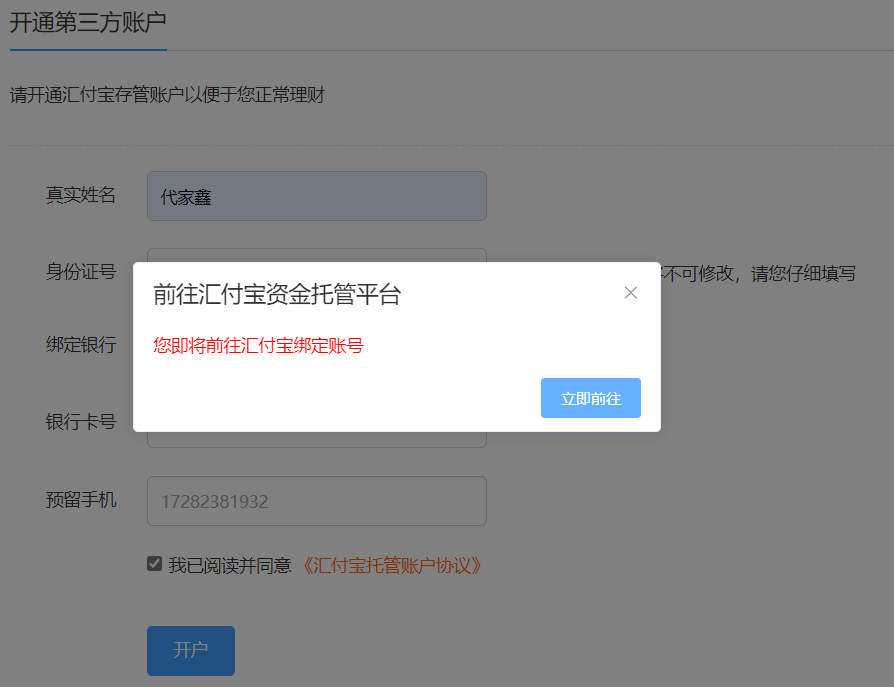 开通第三方账户
请开通汇付宝存管账户以便于您正常理财
真实姓名
代家鑫
身份证号
不可修改，请您仔细填写
前往汇付宝资金托管平台
您即将前往汇付宝绑定账号
绑定银行
立即前往
银行卡号
预留手机
17282381932
我已阅读并同意 《汇付宝托管账户协议》
开户